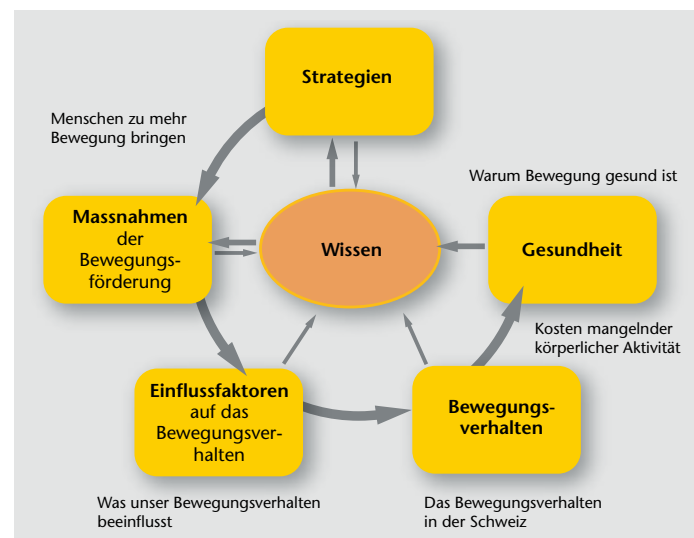 Strategien
Menschen zu mehr
Bewegung bringen
Warum Bewegung gesund ist
Massnahmen
der
Bewegungs-
förderung
Wissen
Gesundheit
Kosten mangelnder
körperlicher Aktivität
Einflussfaktoren
auf das
Bewegungsver-
halten
Bewegungs-
verhalten
Was unser Bewegungsverhalten
beeinflusst
Das Bewegungsverhalten
in der Schweiz